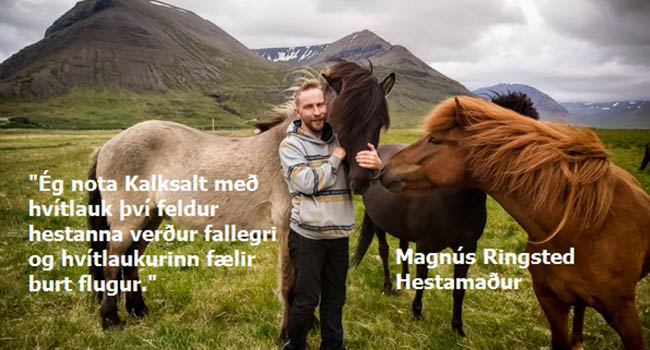 "Ég nota Kalksalt með
hvítlauk því feldur
hestanna verður fallegri
og hvítlaukurinn fælir
burt flugur."
Magnús Ringsted
Hestamaður